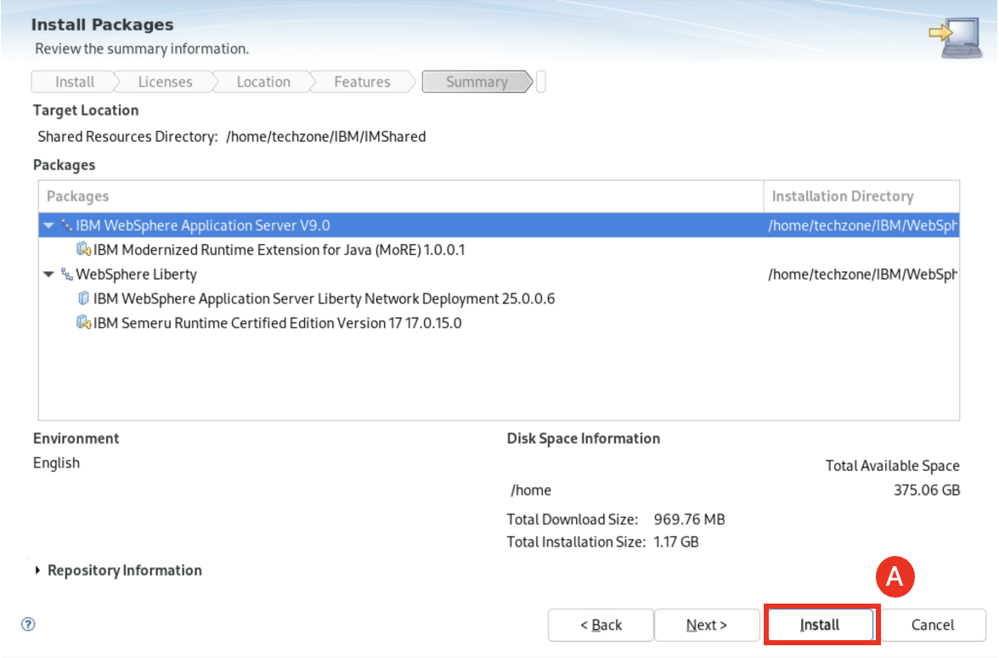 Install Packages
Review the summary information.
Install Licenses Location Features Summary
Target Location
Shared Resources Directory: /home/techzone/IBM/IMShared
Packages
Packages Installation Directory
IBM WebSphere Application Server V9.0 /home/techzone/IBM/WebSph
IBM Modernized Runtime Extension for Java (MoRE) 1.0.0.1
WebSphere Liberty /home/techzone/IBM/WebSph
IBM WebSphere Application Server Liberty Network Deployment 25.0.0.6
IBM Semeru Runtime Certified Edition Version 17 17.0.15.0
Environment Disk Space Information
English Total Available Space
/home 375.06 GB
Total Download Size: 969.76 MB
Total Installation Size: 1.17 GB
Repository Information
A
? < Back Next > Install Cancel